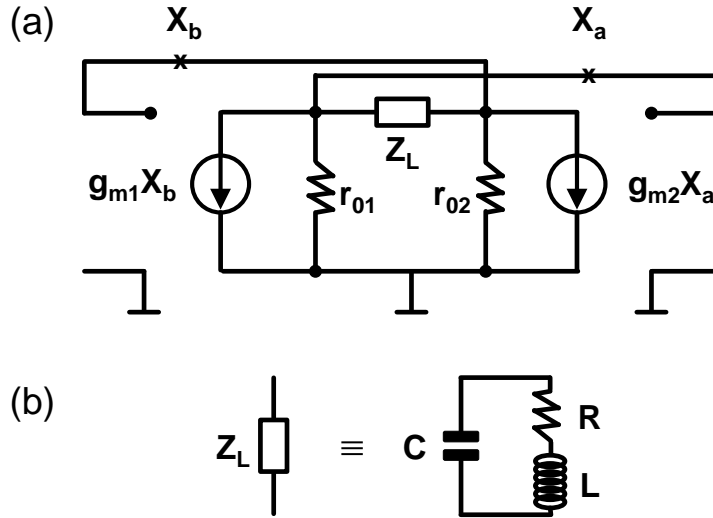 (a)
X_b
X_a
Z_L
g_m1X_b
r_01
r_02
g_m2X_a
(b)
Z_L ≡ C
R
L